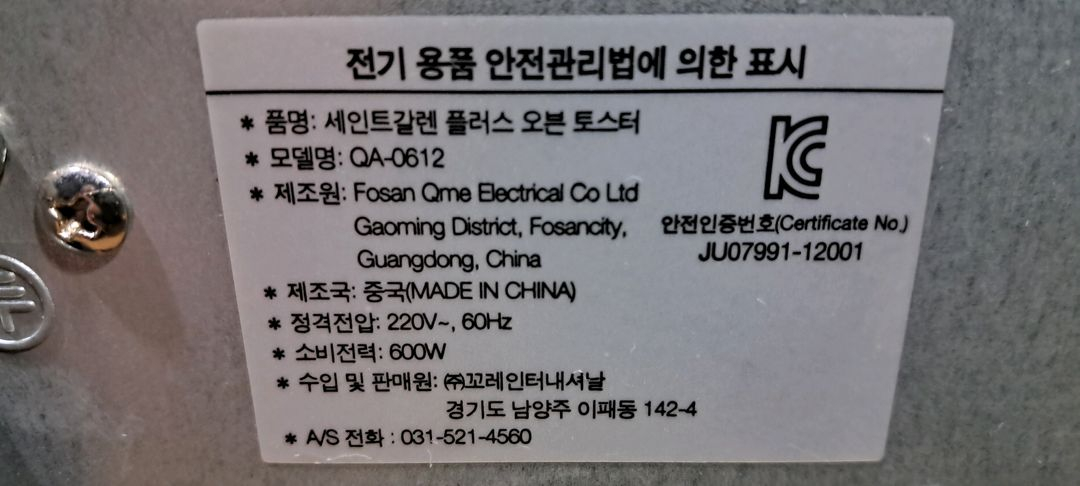 전기 용품 안전관리법에 의한 표시
* 품명: 세인트갈렌 플러스 오븐 토스터
* 모델명: QA-0612
* 제조원: Fosan Qme Electrical Co Ltd
Gaoming District, Fosancity,
Guangdong, China
* 제조국: 중국(MADE IN CHINA)
* 정격전압: 220V~, 60Hz
* 소비전력: 600W
* 수입 및 판매원: ㈜꼬레인터내셔날
경기도 남양주 이패동 142-4
* A/S 전화 : 031-521-4560
KC
안전인증번호(Certificate No.)
JU07991-12001